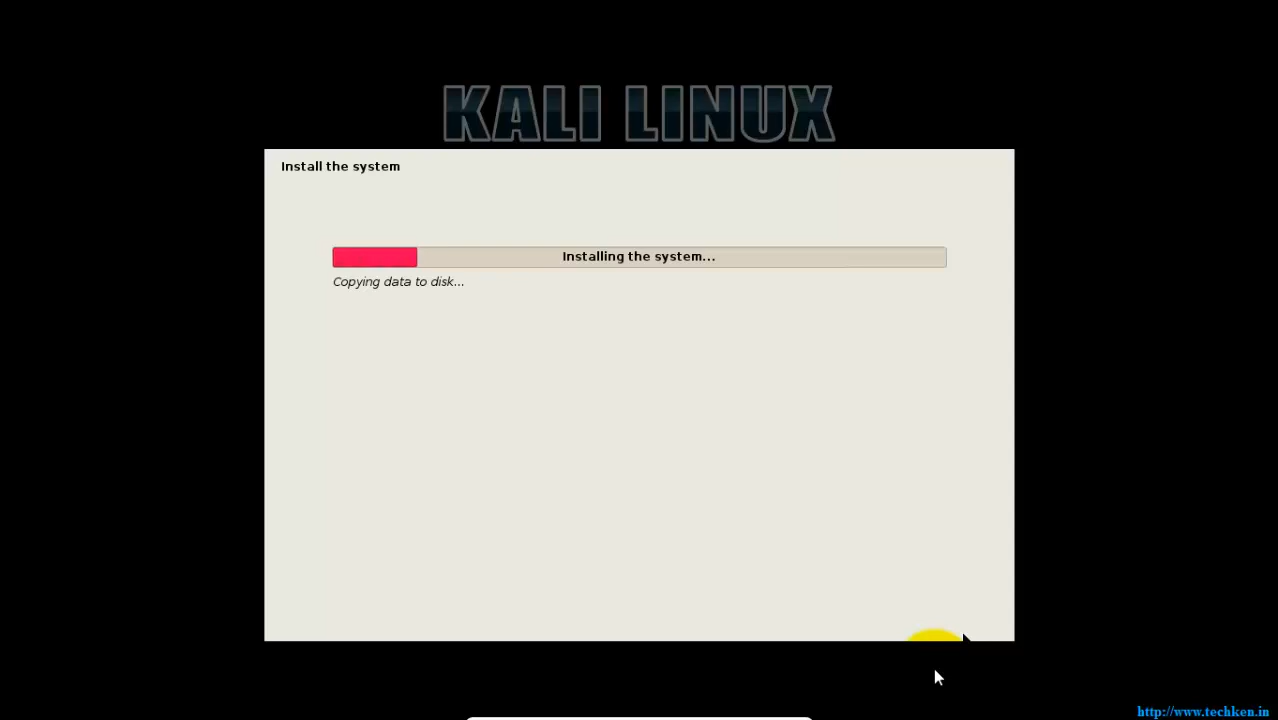 KALI LINUX
Install the system
Installing the system...
Copying data to disk...
http://www.techken.in